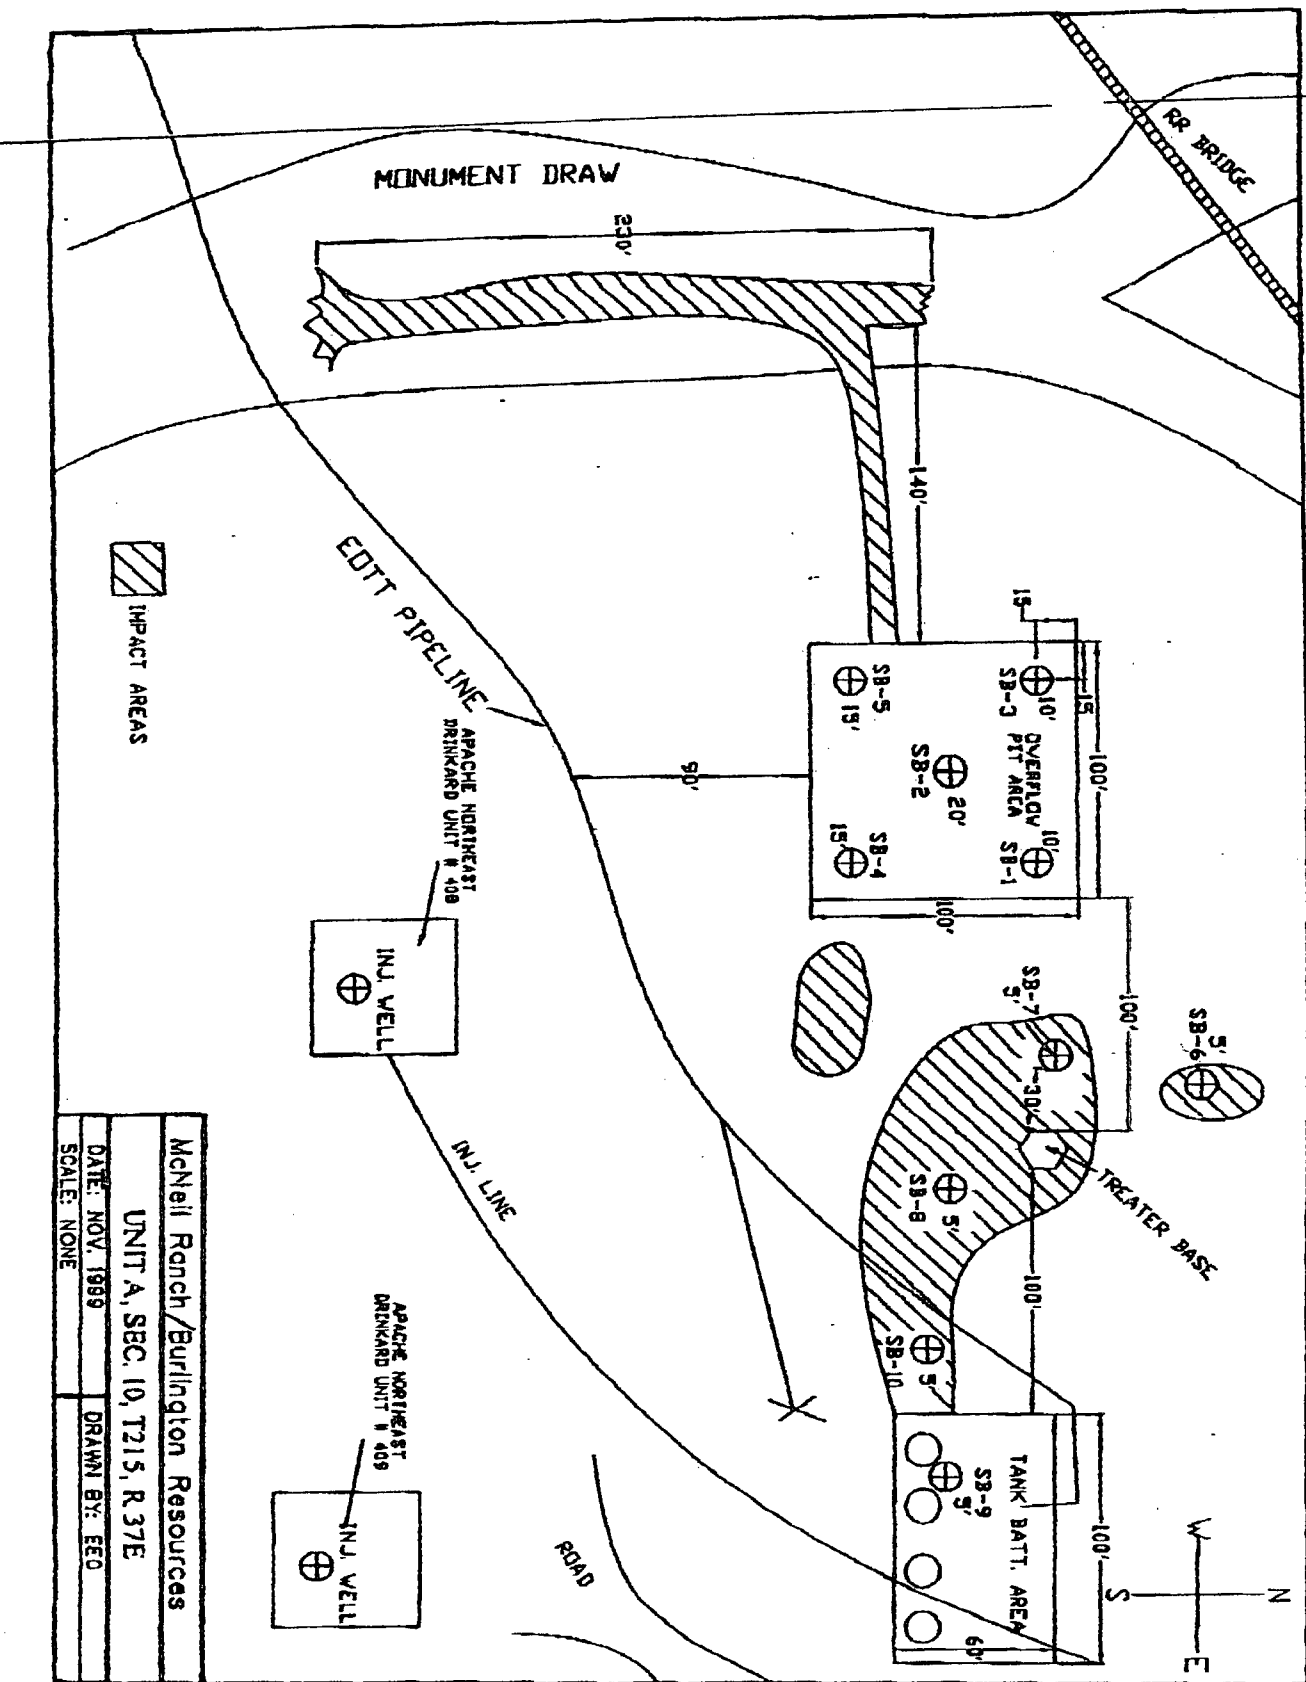 RR BRIDGE
MONUMENT DRAW
230'
140'
EOTT PIPELINE
IMPACT AREAS
15
15
100'
10'
SB-3
OVERFLOW
PIT AREA
10'
SB-1
SB-5
15'
SB-2
20'
SB-4
15'
100'
90'
APACHE NORTHEAST
DRINKARD UNIT # 408
INJ. WELL
INJ. LINE
100'
SB-7
5'
30'
5'
SB-6
TREATER BASE
SB-8
5'
100'
SB-10
5'
TANK BATT. AREA
SB-9
5'
100'
60'
N
W
E
S
ROAD
APACHE NORTHEAST
DRINKARD UNIT # 409
INJ. WELL
McNeil Ranch/Burlington Resources
UNIT A, SEC. 10, T21S, R 37E
DATE: NOV. 1999
DRAWN BY: EEO
SCALE: NONE